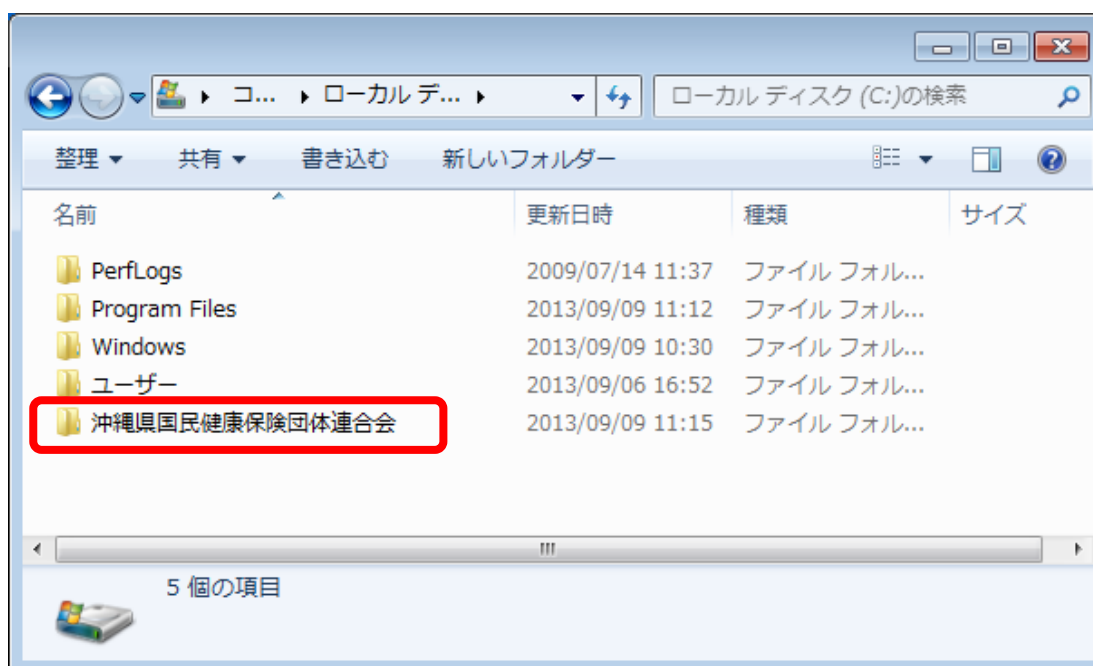 コ... ローカル デ... ローカル ディスク (C:)の検索
整理 共有 書き込む 新しいフォルダー
名前 更新日時 種類 サイズ
PerfLogs 2009/07/14 11:37 ファイル フォル...
Program Files 2013/09/09 11:12 ファイル フォル...
Windows 2013/09/09 10:30 ファイル フォル...
ユーザー 2013/09/06 16:52 ファイル フォル...
沖縄県国民健康保険団体連合会 2013/09/09 11:15 ファイル フォル...
5 個の項目